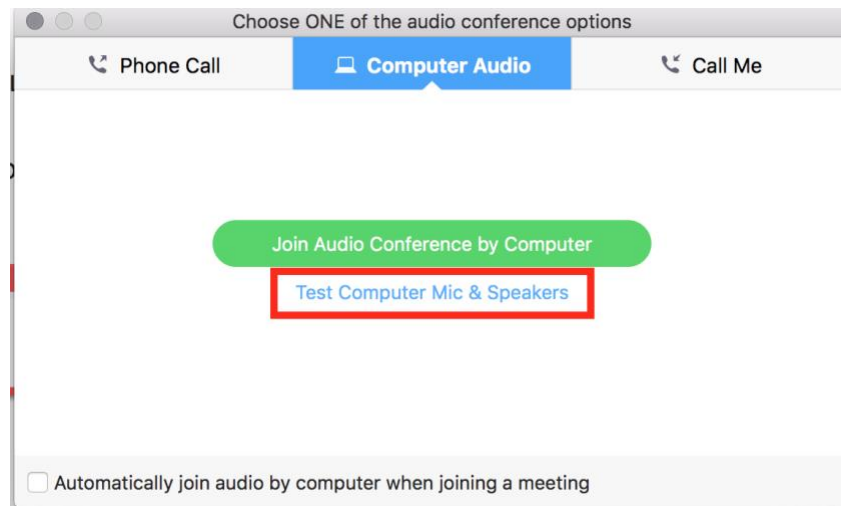 Choose ONE of the audio conference options
Phone Call
Computer Audio
Call Me
Join Audio Conference by Computer
Test Computer Mic & Speakers
Automatically join audio by computer when joining a meeting